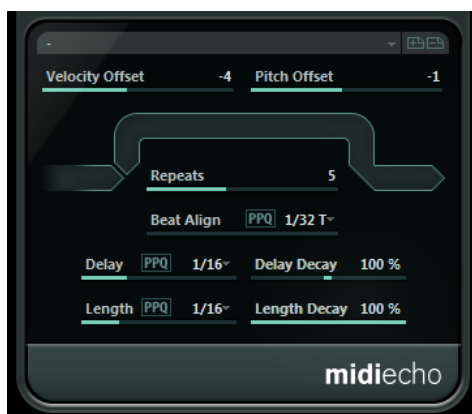 -
Velocity Offset -4 Pitch Offset -1
Repeats 5
Beat Align PPQ 1/32 T
Delay PPQ 1/16 Delay Decay 100 %
Length PPQ 1/16 Length Decay 100 %
midiecho